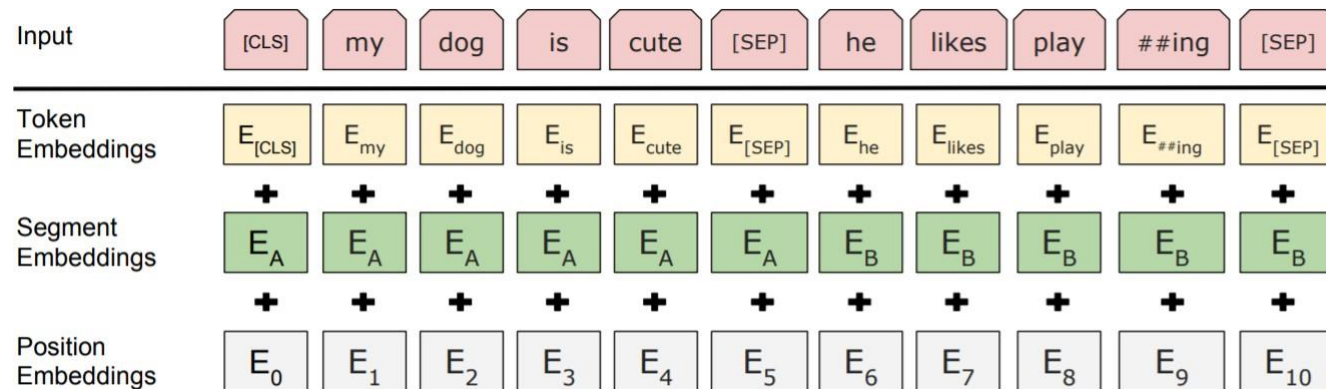 Input [CLS] my dog is cute [SEP] he likes play ##ing [SEP]
Token Embeddings E[CLS] Emy Edog Eis Ecute E[SEP] Ehe Elikes Eplay E##ing E[SEP]
+ + + + + + + + + + +
Segment Embeddings EA EA EA EA EA EA EB EB EB EB EB
+ + + + + + + + + + +
Position Embeddings E0 E1 E2 E3 E4 E5 E6 E7 E8 E9 E10